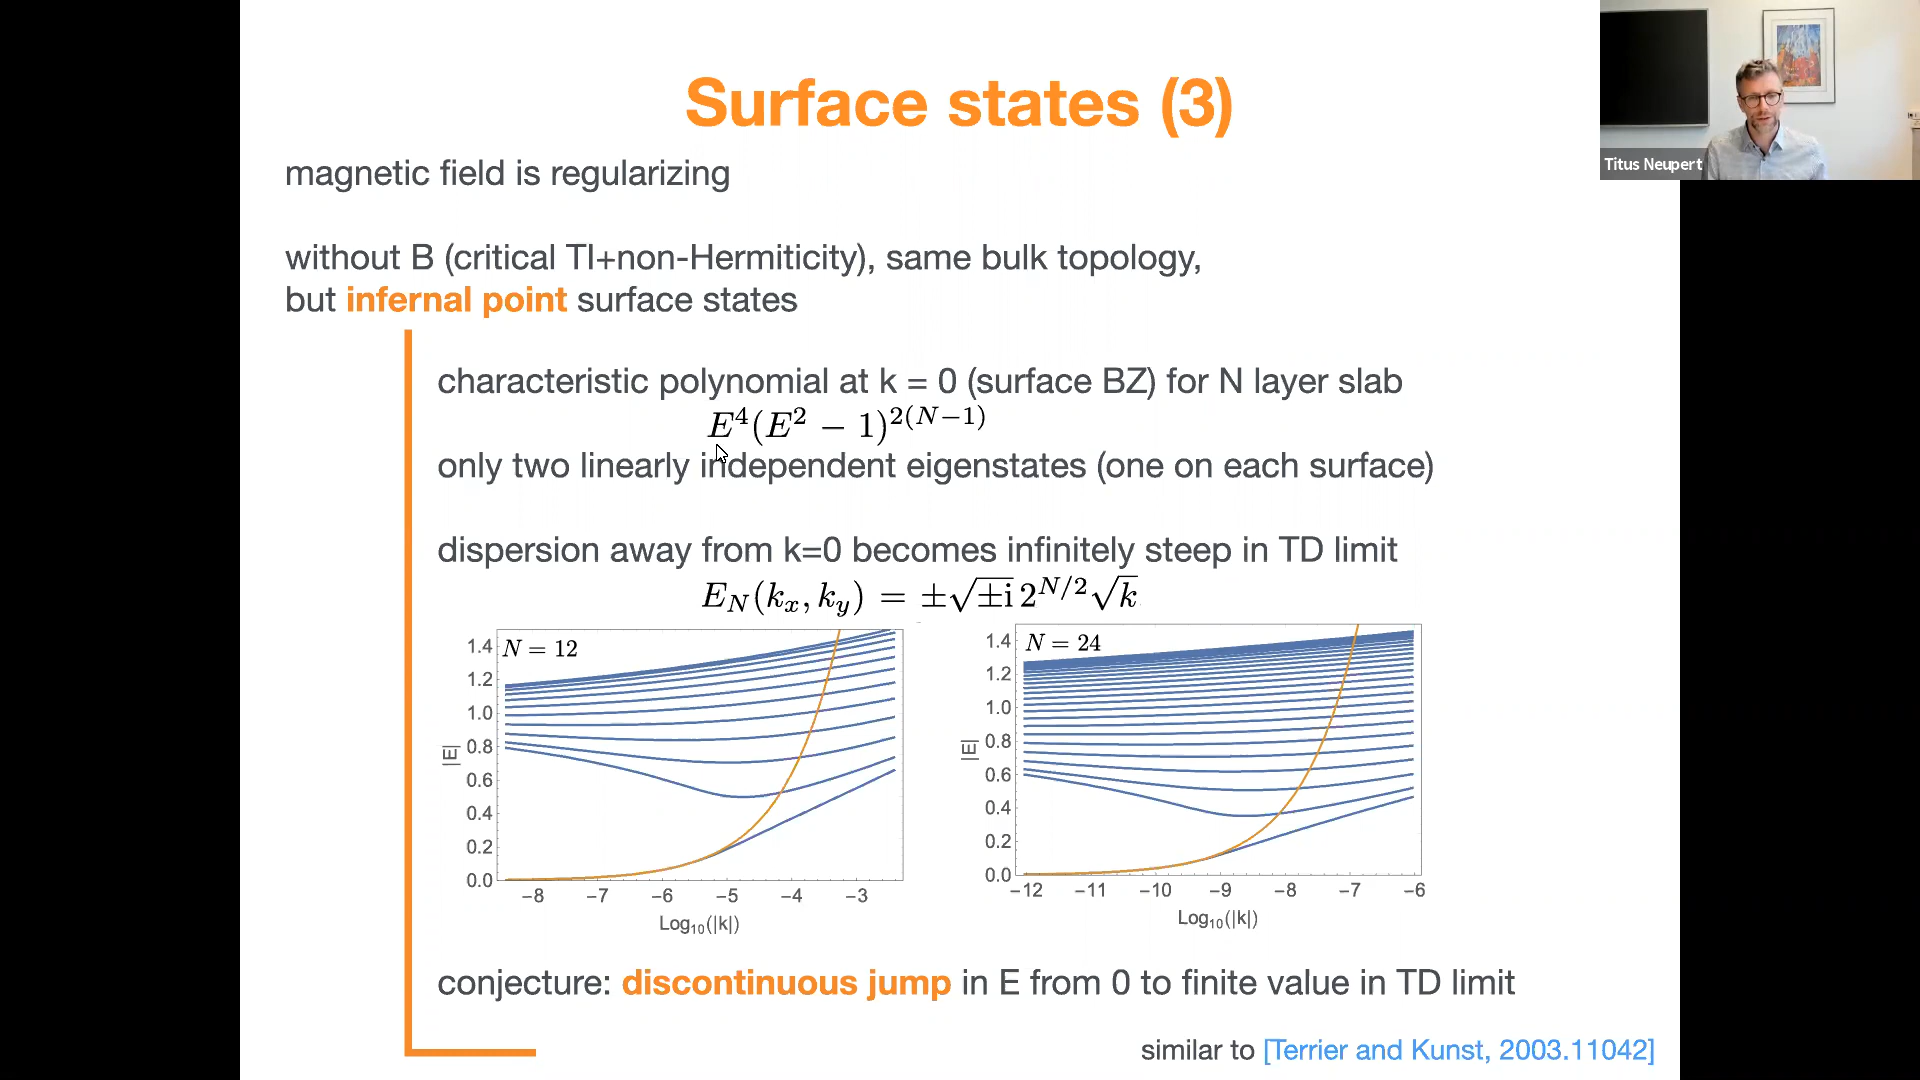 Surface states (3)
Titus Neupert
magnetic field is regularizing
without B (critical TI+non-Hermiticity), same bulk topology,
but infernal point surface states
characteristic polynomial at k = 0 (surface BZ) for N layer slab
E⁴(E² − 1)²⁽ᴺ⁻¹⁾
only two linearly independent eigenstates (one on each surface)
dispersion away from k=0 becomes infinitely steep in TD limit
E_N(k_x, k_y) = ±√±i 2^{N/2} √k
N = 12
1.4
1.2
1.0
0.8
0.6
0.4
0.2
0.0
|E|
−8 −7 −6 −5 −4 −3
Log₁₀(|k|)
N = 24
1.4
1.2
1.0
0.8
0.6
0.4
0.2
0.0
|E|
−12 −11 −10 −9 −8 −7 −6
Log₁₀(|k|)
conjecture: discontinuous jump in E from 0 to finite value in TD limit
similar to [Terrier and Kunst, 2003.11042]